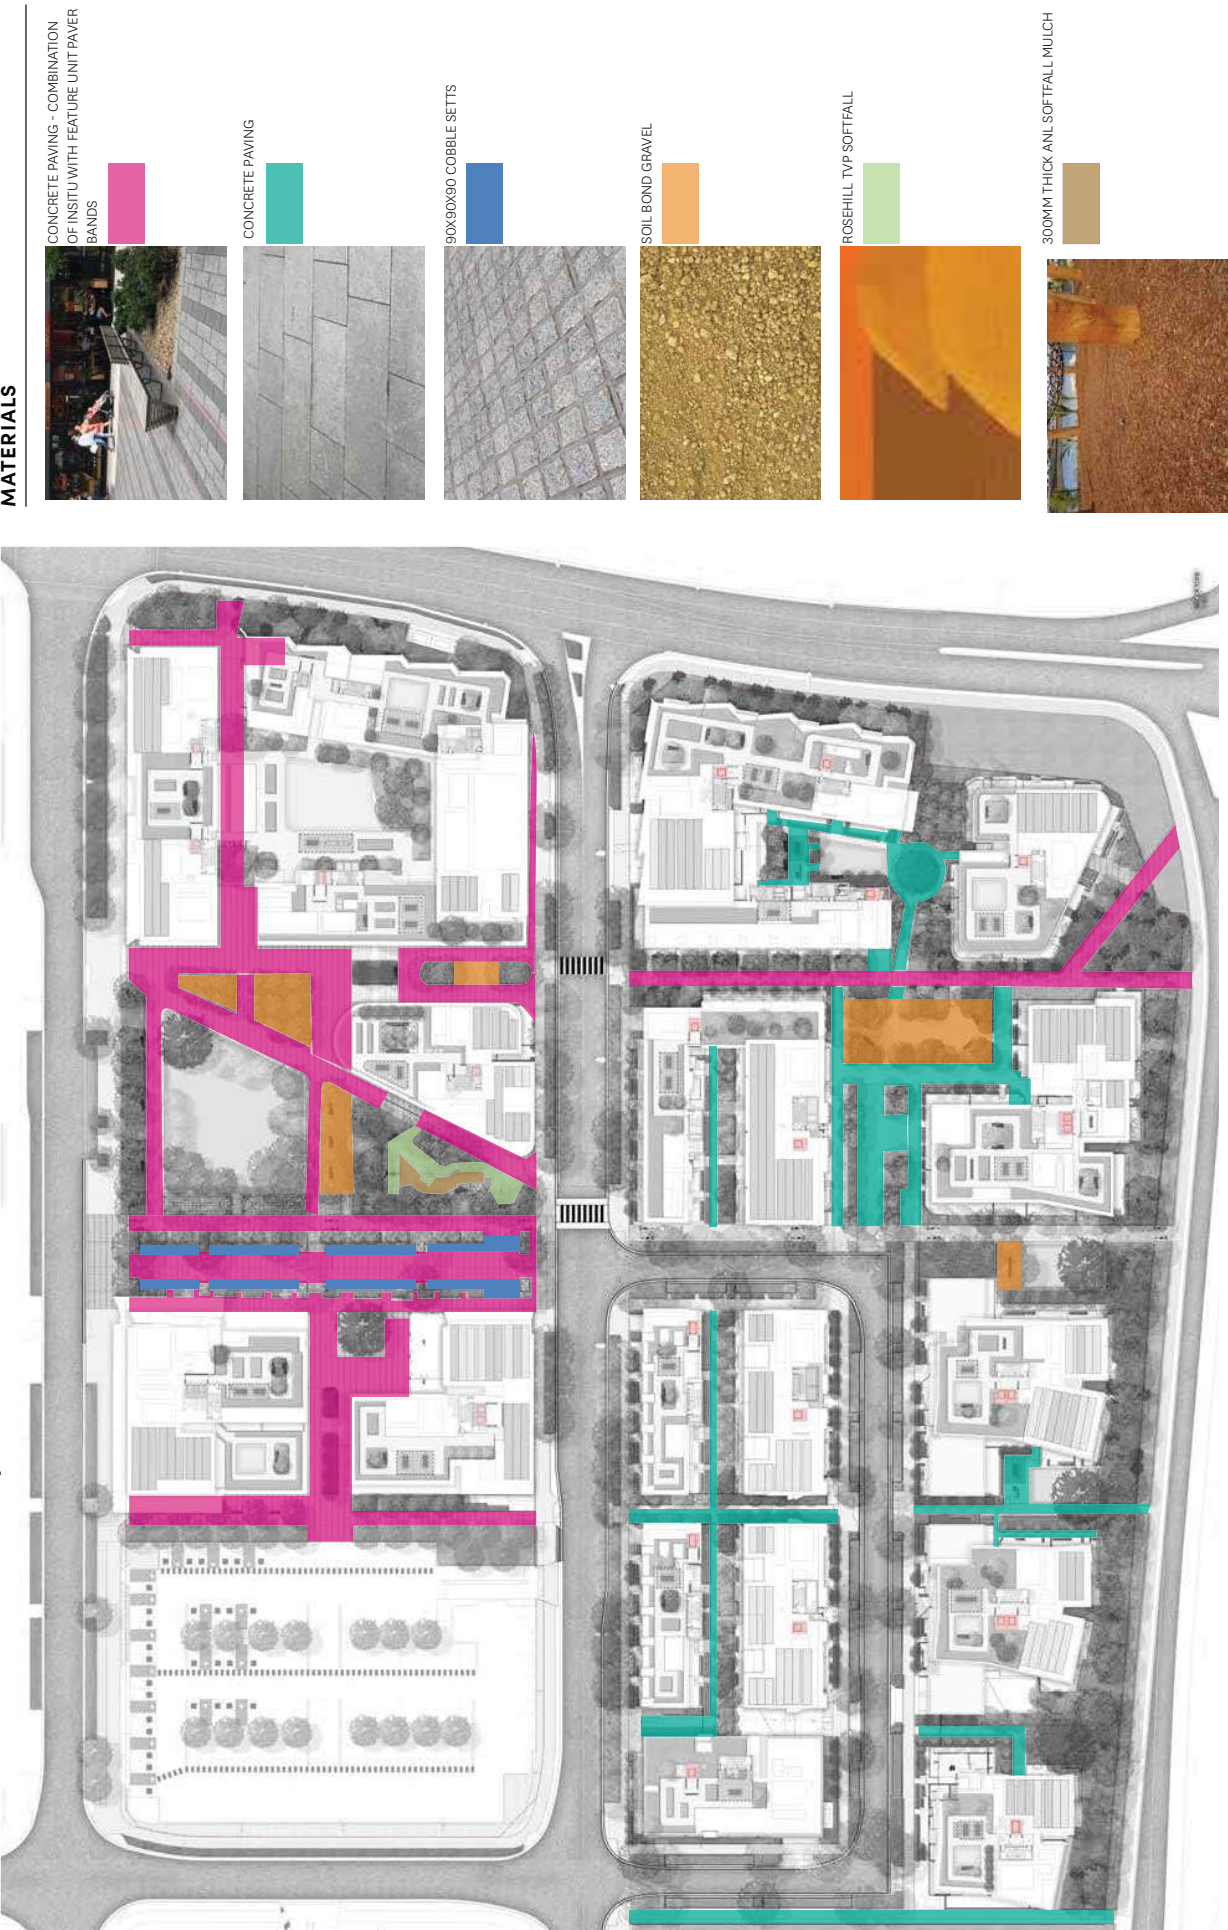 MATERIALS
CONCRETE PAVING - COMBINATION
OF INSITU WITH FEATURE UNIT PAVER
BANDS
CONCRETE PAVING
90X90X90 COBBLE SETTS
SOIL BOND GRAVEL
ROSEHILL TVP SOFTFALL
300MM THICK ANL SOFTFALL MULCH